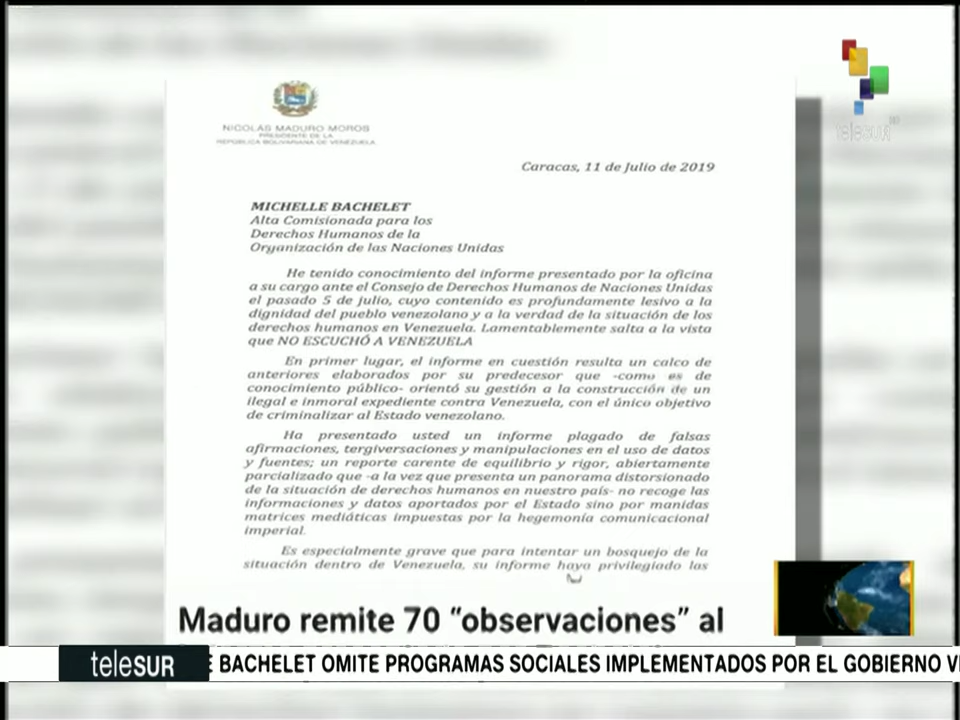 teleSUR
HD
NICOLÁS MADURO MOROS
PRESIDENTE DE LA
REPÚBLICA BOLIVARIANA DE VENEZUELA
Caracas, 11 de Julio de 2019
MICHELLE BACHELET
Alta Comisionada para los
Derechos Humanos de la
Organización de las Naciones Unidas
He tenido conocimiento del informe presentado por la oficina
a su cargo ante el Consejo de Derechos Humanos de Naciones Unidas
el pasado 5 de julio, cuyo contenido es profundamente lesivo a la
dignidad del pueblo venezolano y a la verdad de la situación de los
derechos humanos en Venezuela. Lamentablemente salta a la vista
que NO ESCUCHÓ A VENEZUELA
En primer lugar, el informe en cuestión resulta un calco de
anteriores elaborados por su predecesor que -como es de
conocimiento público- orientó su gestión a la construcción de un
ilegal e inmoral expediente contra Venezuela, con el único objetivo
de criminalizar al Estado venezolano.
Ha presentado usted un informe plagado de falsas
afirmaciones, tergiversaciones y manipulaciones en el uso de datos
y fuentes; un reporte carente de equilibrio y rigor, abiertamente
parcializado que -a la vez que presenta un panorama distorsionado
de la situación de derechos humanos en nuestro país- no recoge las
informaciones y datos aportados por el Estado sino por manidas
matrices mediáticas impuestas por la hegemonía comunicacional
imperial.
Es especialmente grave que para intentar un bosquejo de la
situación dentro de Venezuela, su informe haya privilegiado las
Maduro remite 70 “observaciones” al
teleSUR E BACHELET OMITE PROGRAMAS SOCIALES IMPLEMENTADOS POR EL GOBIERNO V